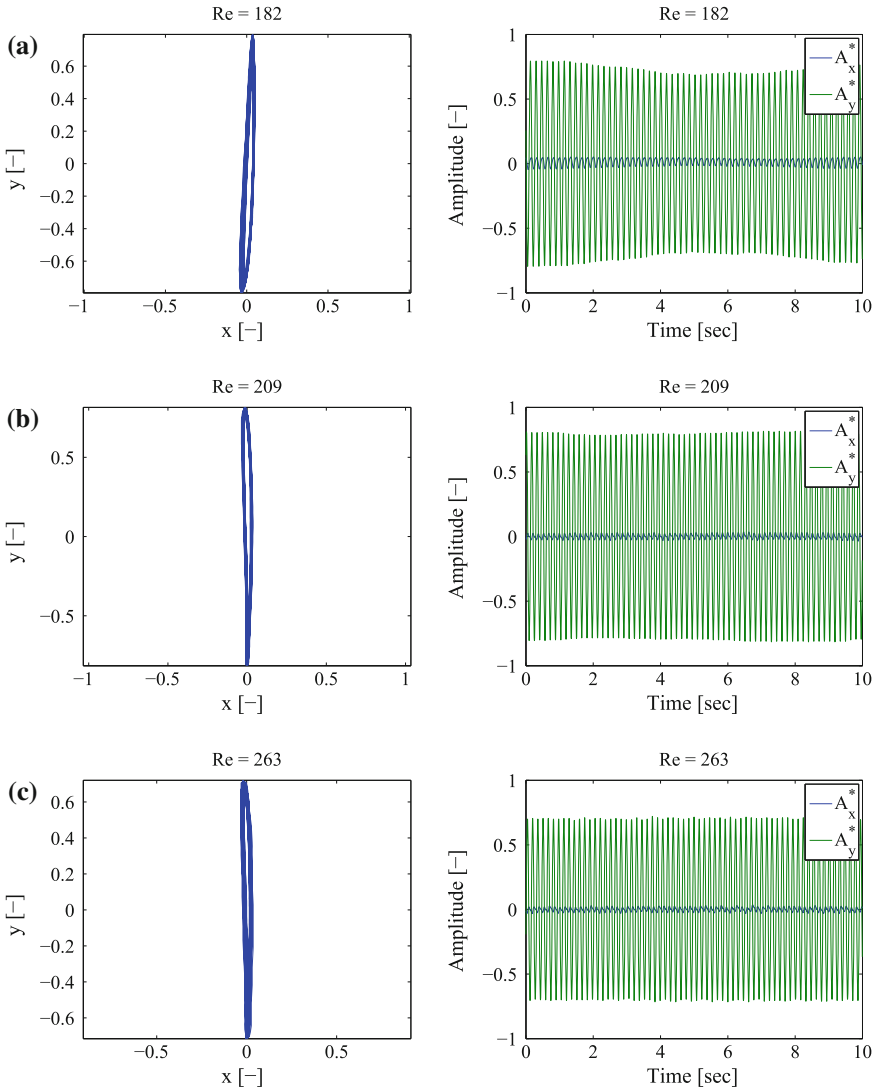 (a)
Re = 182
y [−]
0.6
0.4
0.2
0
−0.2
−0.4
−0.6
−1 −0.5 0 0.5 1
x [−]
Re = 182
Amplitude [−]
1
0.5
0
−0.5
−1
0 2 4 6 8 10
Time [sec]
A*x
A*y
(b)
Re = 209
y [−]
0.5
0
−0.5
−1 −0.5 0 0.5 1
x [−]
Re = 209
Amplitude [−]
1
0.5
0
−0.5
−1
0 2 4 6 8 10
Time [sec]
A*x
A*y
(c)
Re = 263
y [−]
0.6
0.4
0.2
0
−0.2
−0.4
−0.6
−0.5 0 0.5
x [−]
Re = 263
Amplitude [−]
1
0.5
0
−0.5
−1
0 2 4 6 8 10
Time [sec]
A*x
A*y